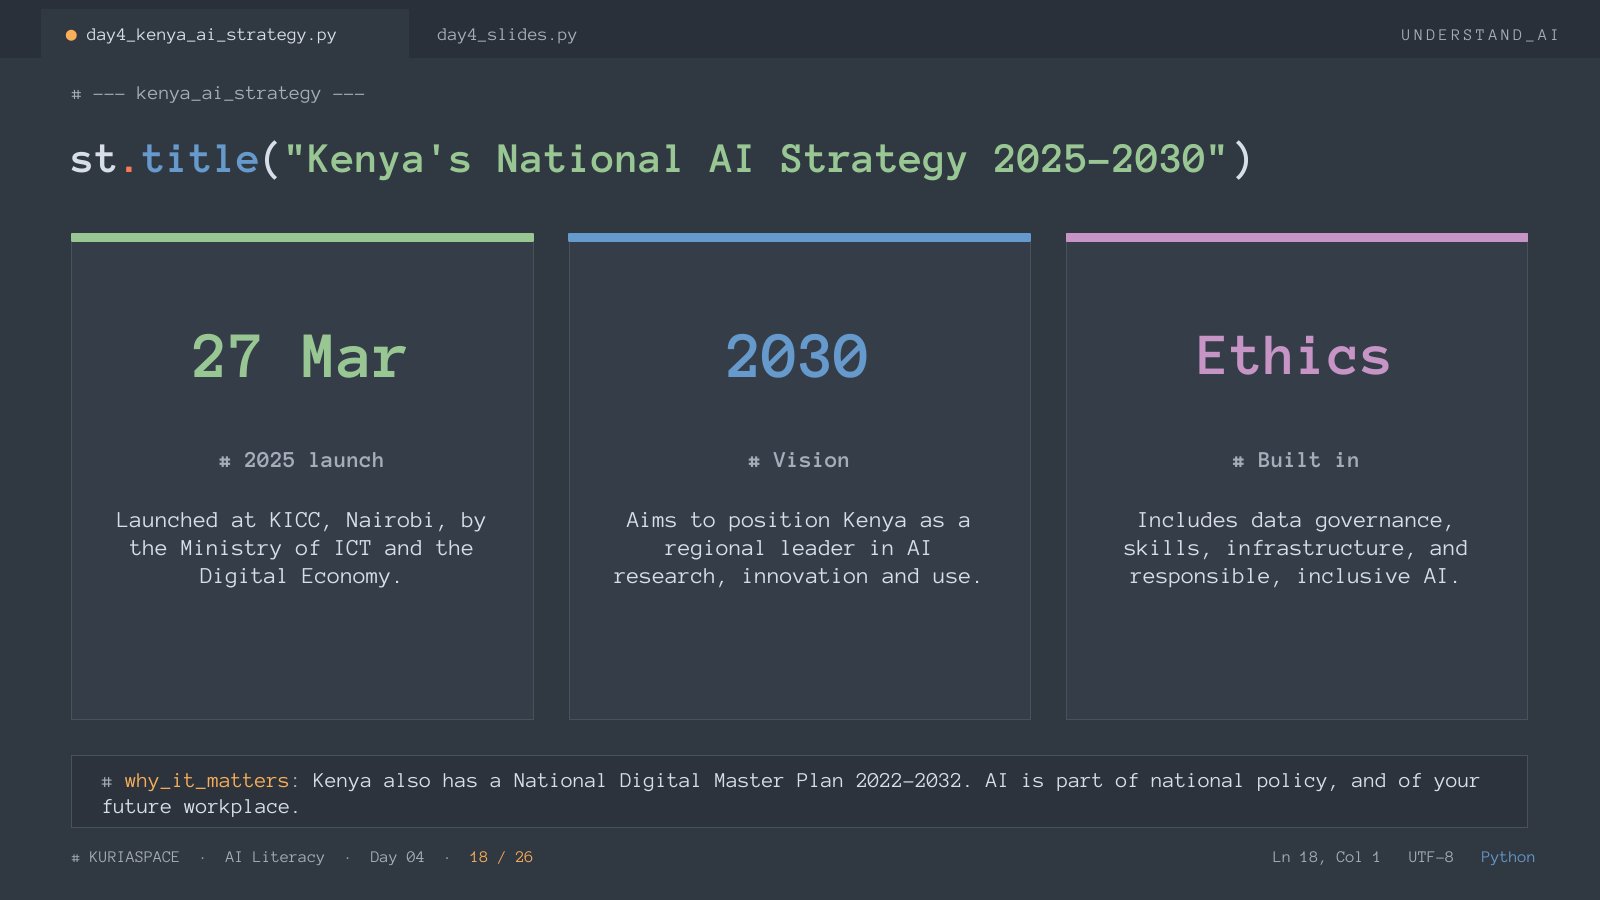 day4_kenya_ai_strategy.py day4_slides.py UNDERSTAND_AI
# --- kenya_ai_strategy ---
st.title("Kenya's National AI Strategy 2025-2030")
27 Mar
# 2025 launch
Launched at KICC, Nairobi, by
the Ministry of ICT and the
Digital Economy.
2030
# Vision
Aims to position Kenya as a
regional leader in AI
research, innovation and use.
Ethics
# Built in
Includes data governance,
skills, infrastructure, and
responsible, inclusive AI.
# why_it_matters: Kenya also has a National Digital Master Plan 2022-2032. AI is part of national policy, and of your
future workplace.
# KURIASPACE · AI Literacy · Day 04 · 18 / 26 Ln 18, Col 1 UTF-8 Python